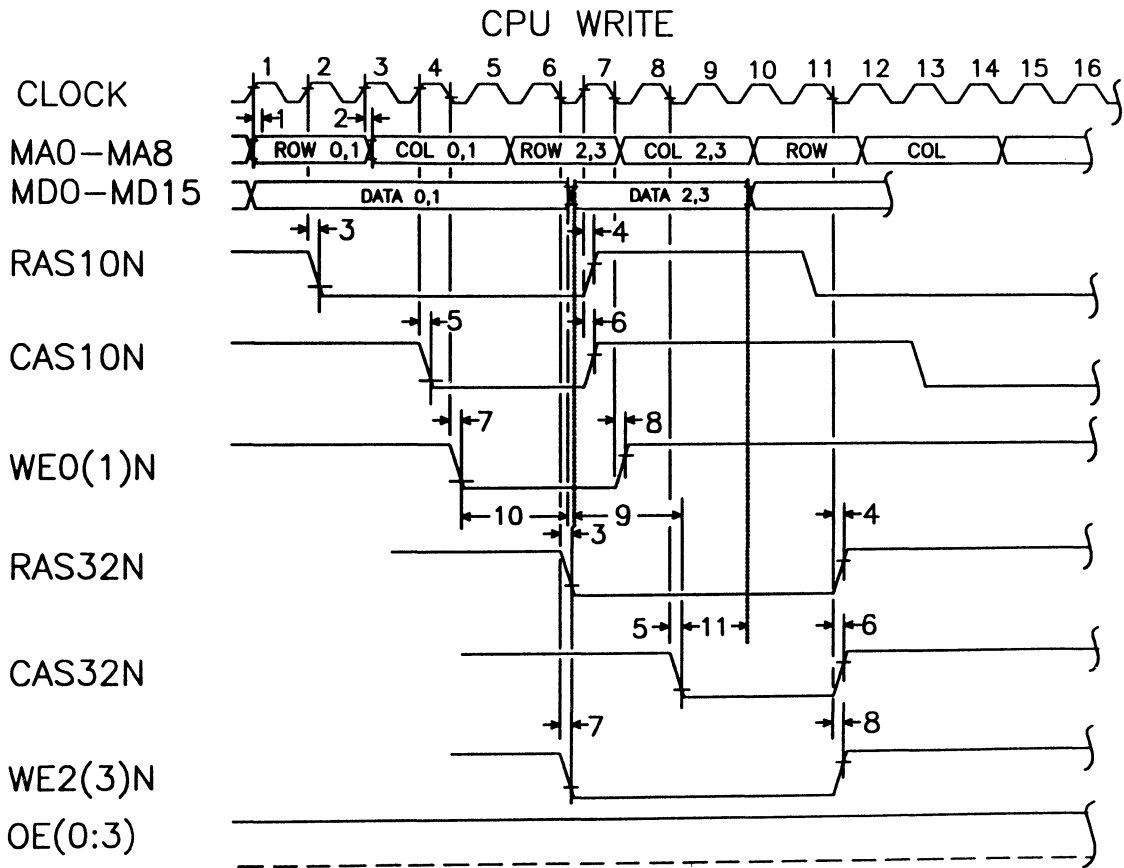 CPU WRITE
1 2 3 4 5 6 7 8 9 10 11 12 13 14 15 16
CLOCK
1 2
MA0-MA8 ROW 0,1 COL 0,1 ROW 2,3 COL 2,3 ROW COL
MD0-MD15 DATA 0,1 DATA 2,3
3 4
RAS10N
5 6
CAS10N
7 8
WE0(1)N
10 9
3 4
RAS32N
5 11 6
CAS32N
7 8
WE2(3)N
OE(0:3)